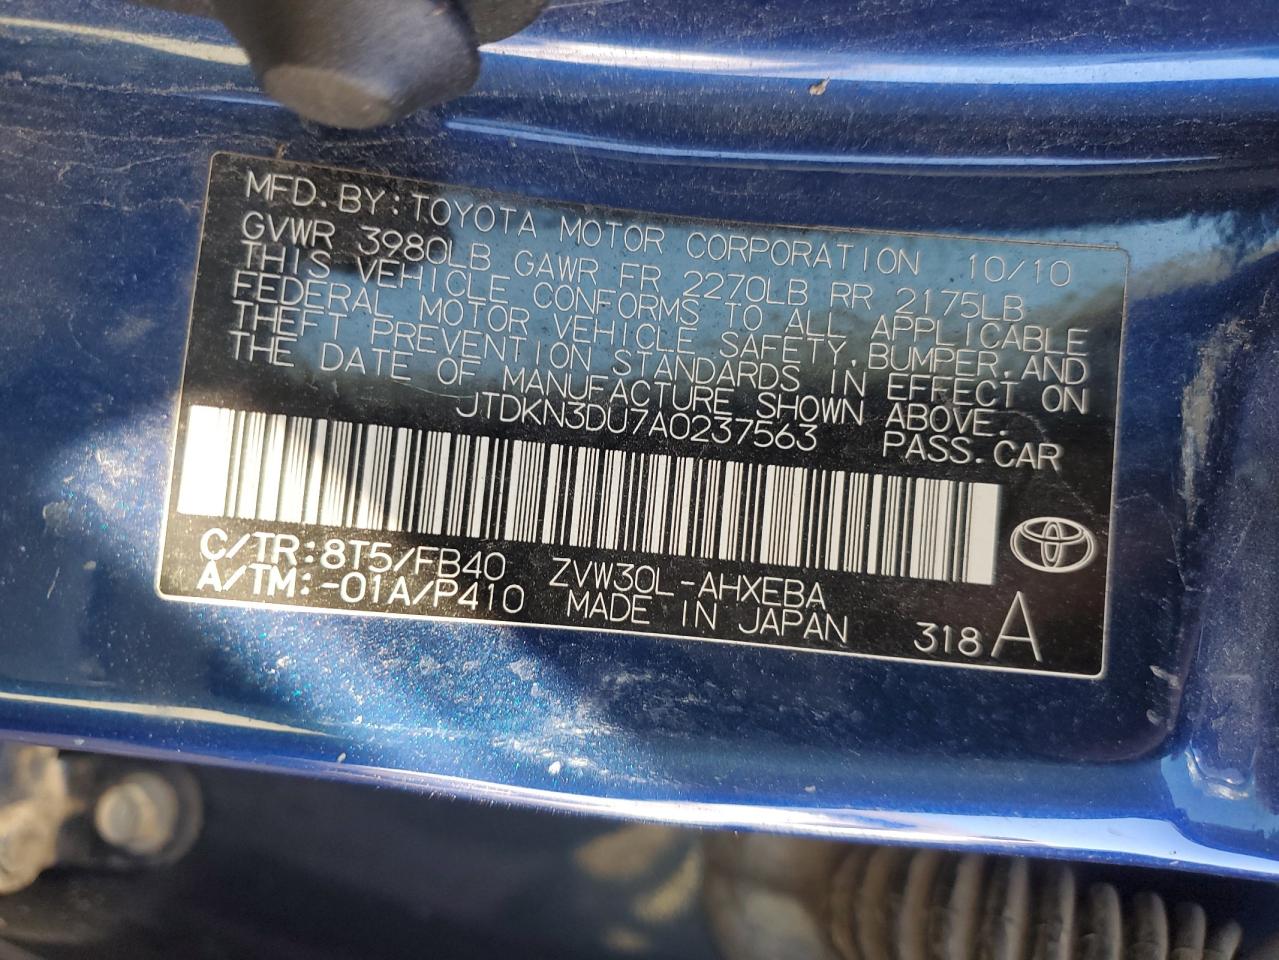 MFD. BY: TOYOTA MOTOR CORPORATION 10/10
GVWR 3980LB GAWR FR 2270LB RR 2175LB
THIS VEHICLE CONFORMS TO ALL APPLICABLE
FEDERAL MOTOR VEHICLE SAFETY, BUMPER, AND
THEFT PREVENTION STANDARDS IN EFFECT ON
THE DATE OF MANUFACTURE SHOWN ABOVE.
JTDKN3DU7A0237563 PASS. CAR
C/TR: 8T5/FB40 ZVW30L-AHXEBA
A/TM: -01A/P410 MADE IN JAPAN 318 A